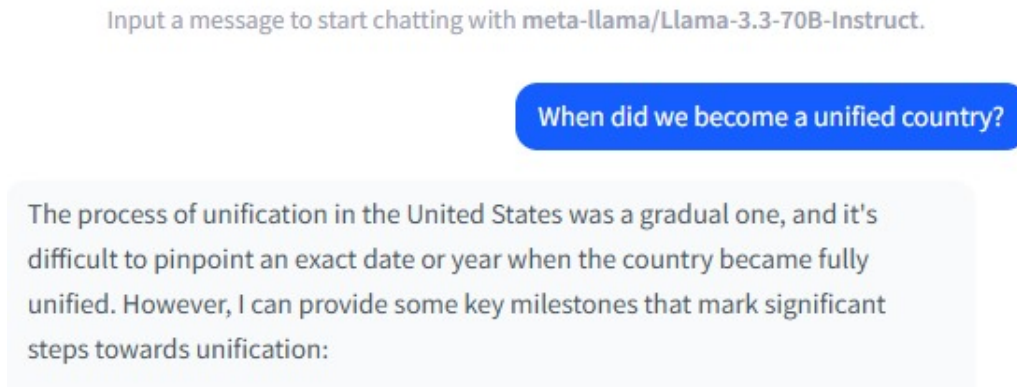 Input a message to start chatting with meta-llama/Llama-3.3-70B-Instruct.
When did we become a unified country?
The process of unification in the United States was a gradual one, and it's
difficult to pinpoint an exact date or year when the country became fully
unified. However, I can provide some key milestones that mark significant
steps towards unification: